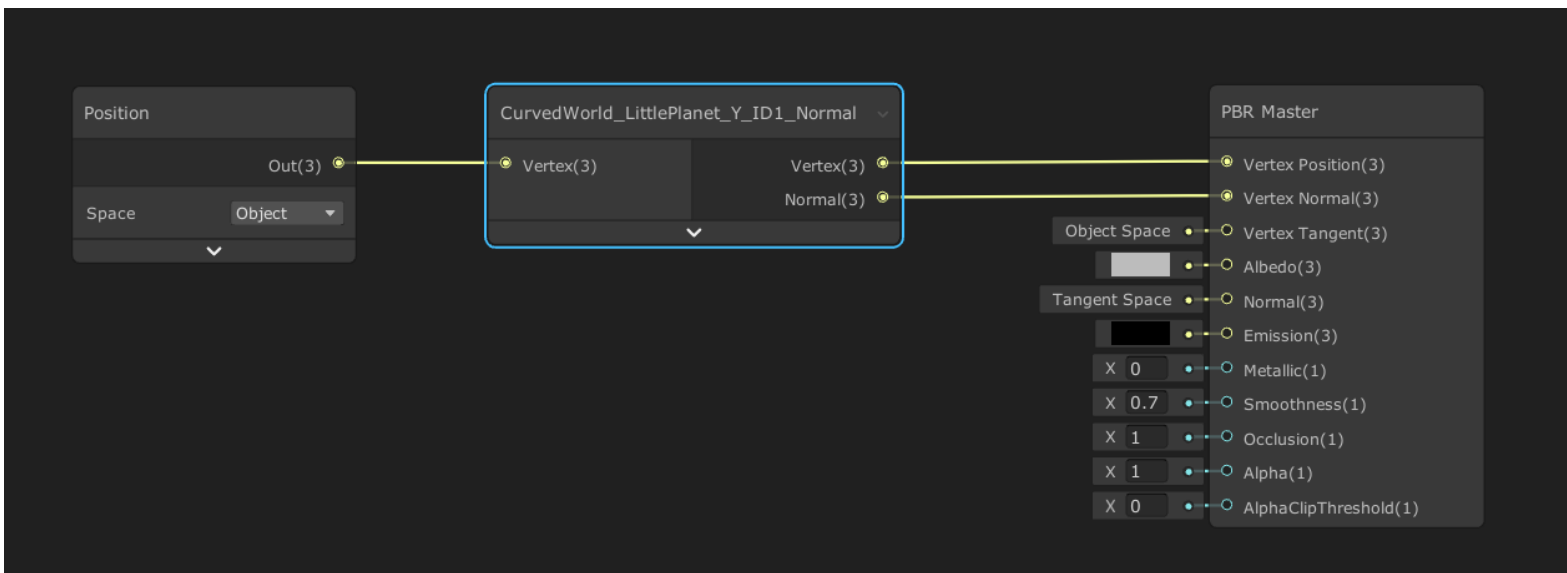 Position
Out(3)
Space Object
CurvedWorld_LittlePlanet_Y_ID1_Normal
Vertex(3) Vertex(3)
Normal(3)
PBR Master
Vertex Position(3)
Vertex Normal(3)
Object Space Vertex Tangent(3)
Albedo(3)
Tangent Space Normal(3)
Emission(3)
X 0 Metallic(1)
X 0.7 Smoothness(1)
X 1 Occlusion(1)
X 1 Alpha(1)
X 0 AlphaClipThreshold(1)